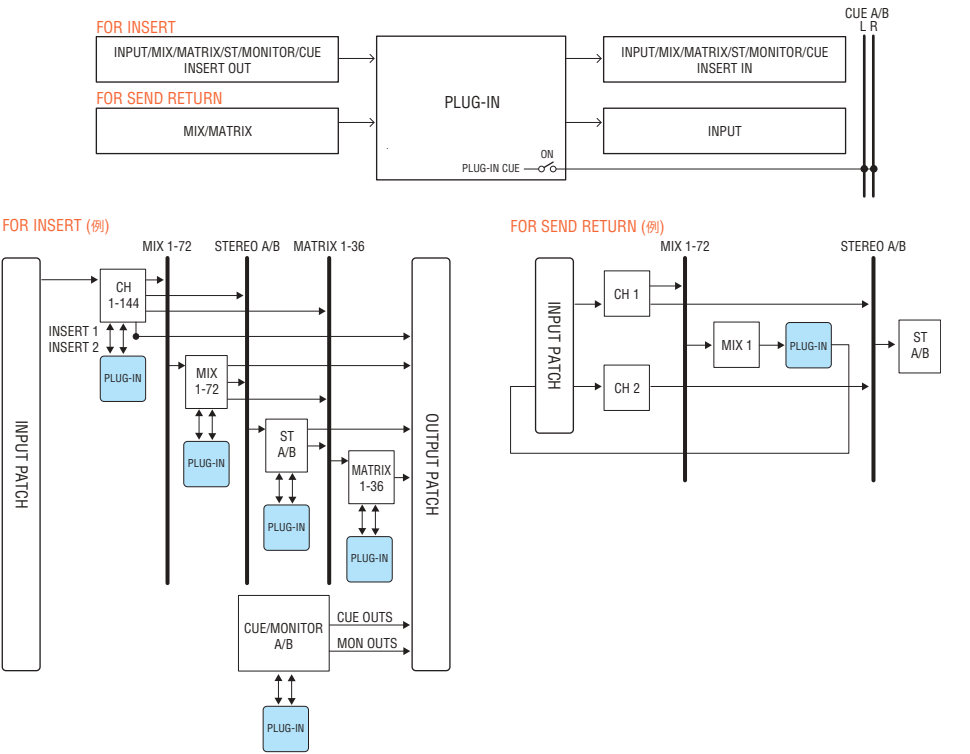 CUE A/B
L R
FOR INSERT
INPUT/MIX/MATRIX/ST/MONITOR/CUE
INSERT OUT
PLUG-IN
INPUT/MIX/MATRIX/ST/MONITOR/CUE
INSERT IN
FOR SEND RETURN
MIX/MATRIX
INPUT
ON
PLUG-IN CUE
FOR INSERT (例)
MIX 1-72
STEREO A/B
MATRIX 1-36
INPUT PATCH
CH
1-144
INSERT 1
INSERT 2
PLUG-IN
MIX
1-72
PLUG-IN
ST
A/B
PLUG-IN
MATRIX
1-36
PLUG-IN
OUTPUT PATCH
CUE/MONITOR
A/B
CUE OUTS
MON OUTS
PLUG-IN
FOR SEND RETURN (例)
MIX 1-72
STEREO A/B
INPUT PATCH
CH 1
MIX 1
PLUG-IN
ST
A/B
CH 2